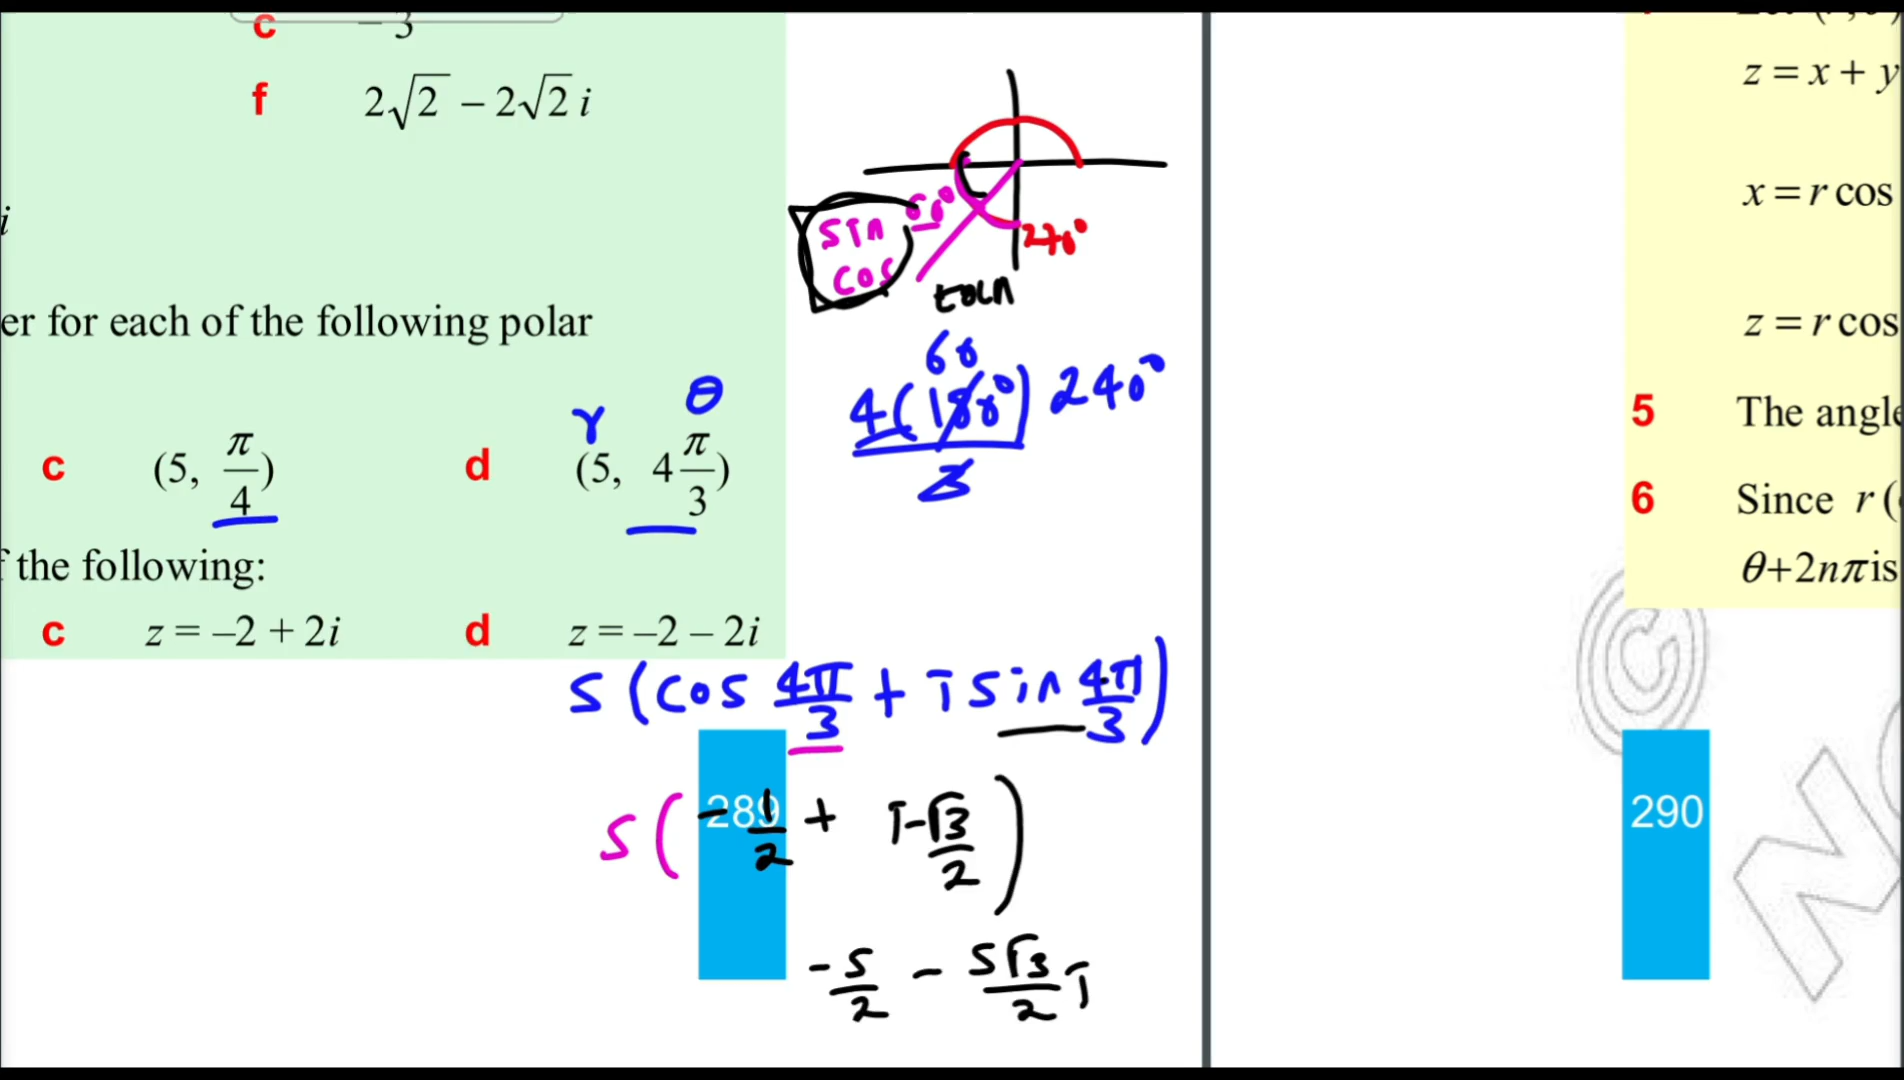 c – 3
f 2√2 – 2√2 i
i
er for each of the following polar
c (5, π/4) d (5, 4π/3)
the following:
c z = –2 + 2i d z = –2 – 2i
289
270°
60°
sin
cos
tan
γ θ
60
4(180°)/3 240°
5 (cos 4π/3 + i sin 4π/3)
5 (-1/2 + i-√3/2)
-5/2 - 5√3/2 i
z = x + y
x = r cos
z = r cos
5 The angle
6 Since r (
θ+2nπ is
290
©